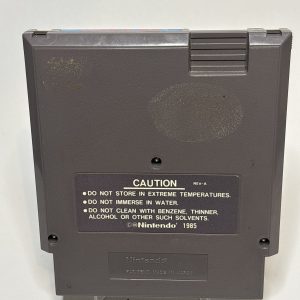 CAUTION REV-A
● DO NOT STORE IN EXTREME TEMPERATURES.
● DO NOT IMMERSE IN WATER.
● DO NOT CLEAN WITH BENZENE, THINNER,
ALCOHOL OR OTHER SUCH SOLVENTS.
©Nintendo® 1985
Nintendo